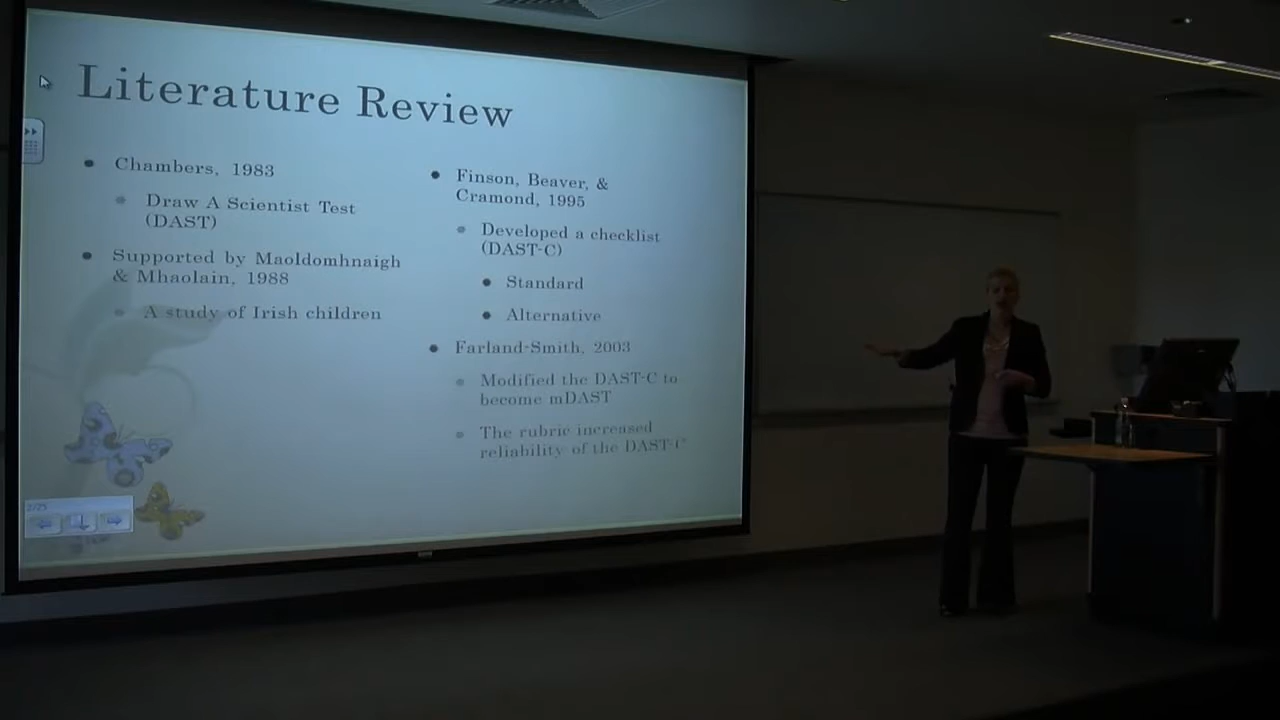 Literature Review
Chambers, 1983
Draw A Scientist Test
(DAST)
Supported by Maoldomhnaigh
& Mhaolain, 1988
A study of Irish children
Finson, Beaver, &
Cramond, 1995
Developed a checklist
(DAST-C)
Standard
Alternative
Farland-Smith, 2003
Modified the DAST-C to
become mDAST
The rubric increased
reliability of the DAST-C
2/25